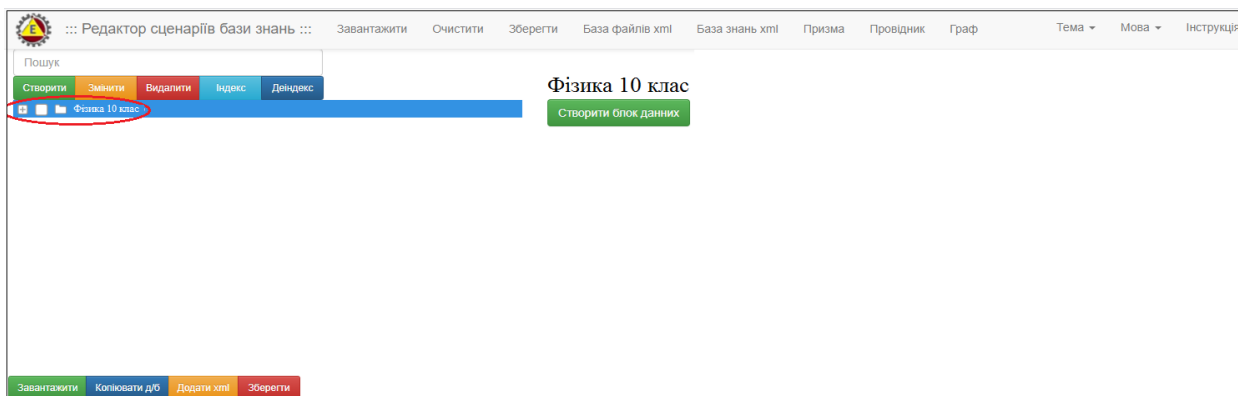 ::: Редактор сценаріїв бази знань ::: Завантажити Очистити Зберегти База файлів xml База знань xml Призма Провідник Граф Тема Мова Інструкція
Пошук
Створити Змінити Видалити Індекс Деіндекс
Фізика 10 клас
Фізика 10 клас
Створити блок данних
Завантажити Копіювати д/б Додати xml Зберегти